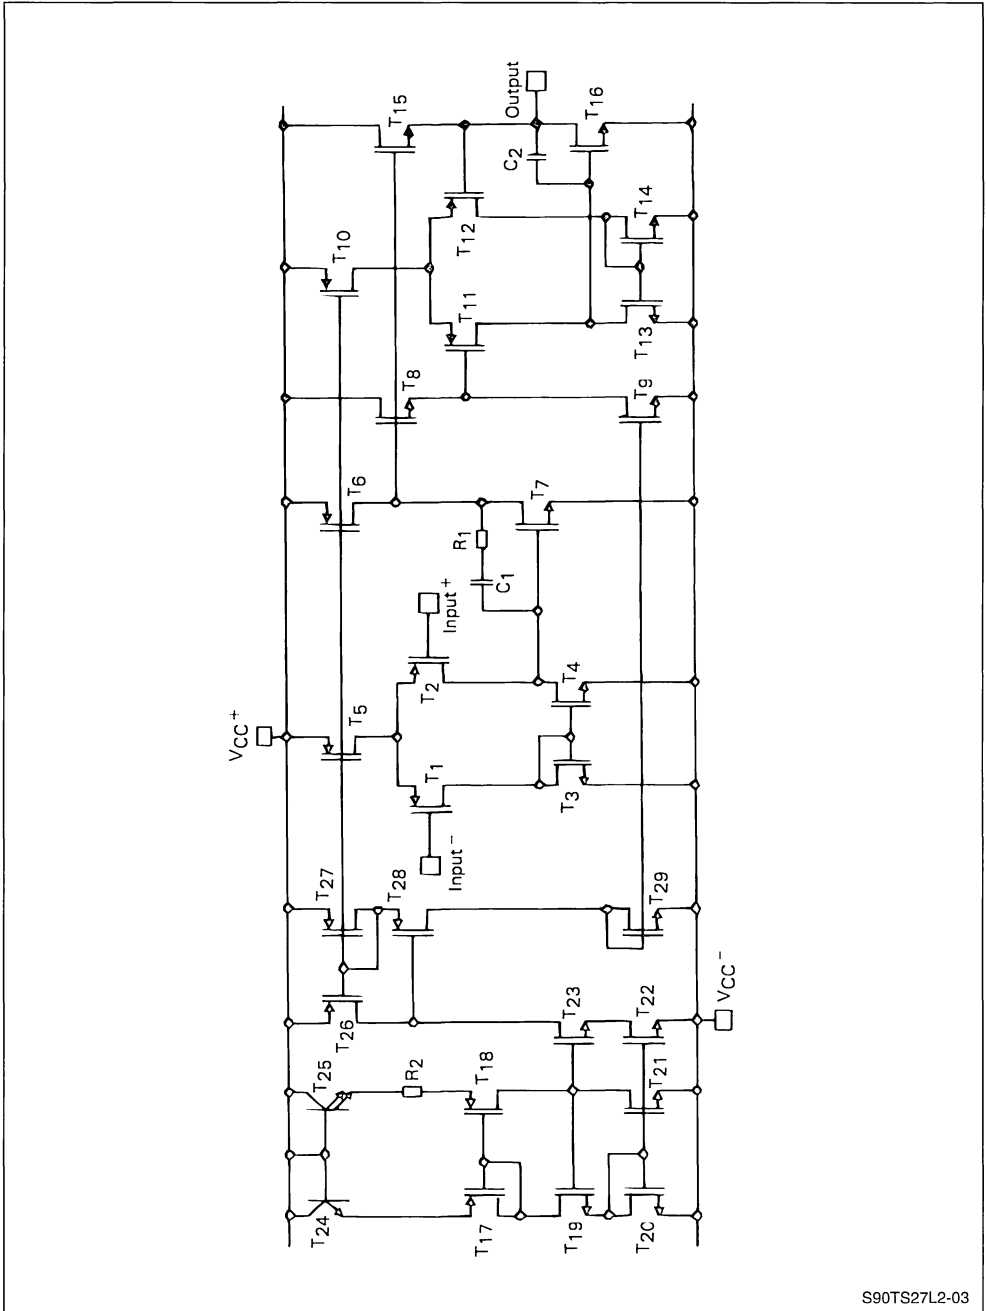 VCC+
T24
T25
T26
T27
T28
T5
T6
T8
T10
T15
Output
C2
T16
T12
T11
T14
T13
T9
R2
T17
T18
T19
T20
T21
T22
T23
T29
Input-
T1
T2
Input+
C1
R1
T7
T3
T4
VCC-
S90TS27L2-03